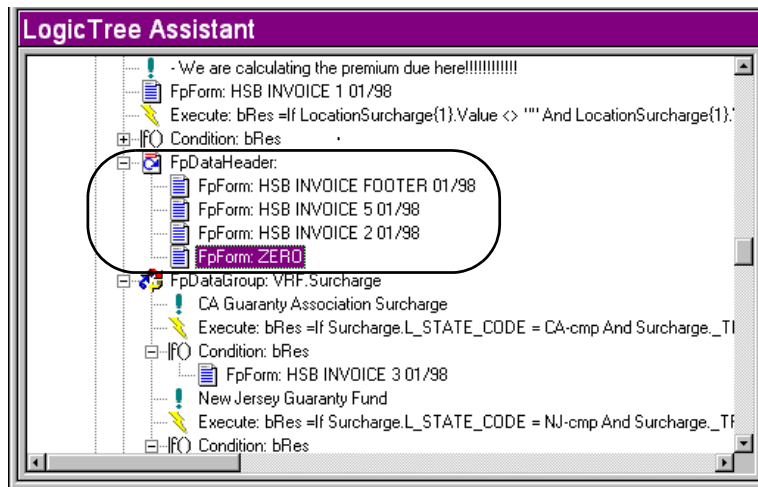 LogicTree Assistant
- We are calculating the premium due here!!!!!!!!!!!!
FpForm: HSB INVOICE 1 01/98
Execute: bRes =If LocationSurcharge{1}.Value <> "" And LocationSurcharge{1}.
If() Condition: bRes
FpDataHeader:
FpForm: HSB INVOICE FOOTER 01/98
FpForm: HSB INVOICE 5 01/98
FpForm: HSB INVOICE 2 01/98
FpForm: ZERO
FpDataGroup: VRF.Surcharge
CA Guaranty Association Surcharge
Execute: bRes =If Surcharge.L_STATE_CODE = CA-cmp And Surcharge._
If() Condition: bRes
FpForm: HSB INVOICE 3 01/98
New Jersey Guaranty Fund
Execute: bRes =If Surcharge.L_STATE_CODE = NJ-cmp And Surcharge._
If() Condition: bRes